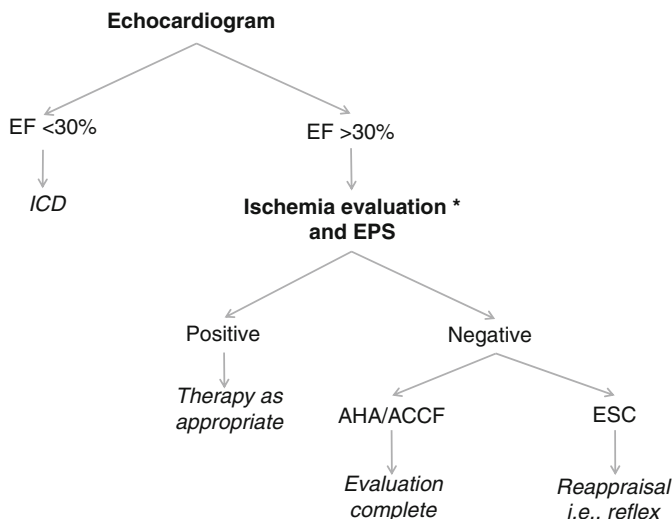 Echocardiogram
EF <30%
EF >30%
ICD
Ischemia evaluation *
and EPS
Positive
Negative
Therapy as
appropriate
AHA/ACCF
ESC
Evaluation
complete
Reappraisal
i.e., reflex